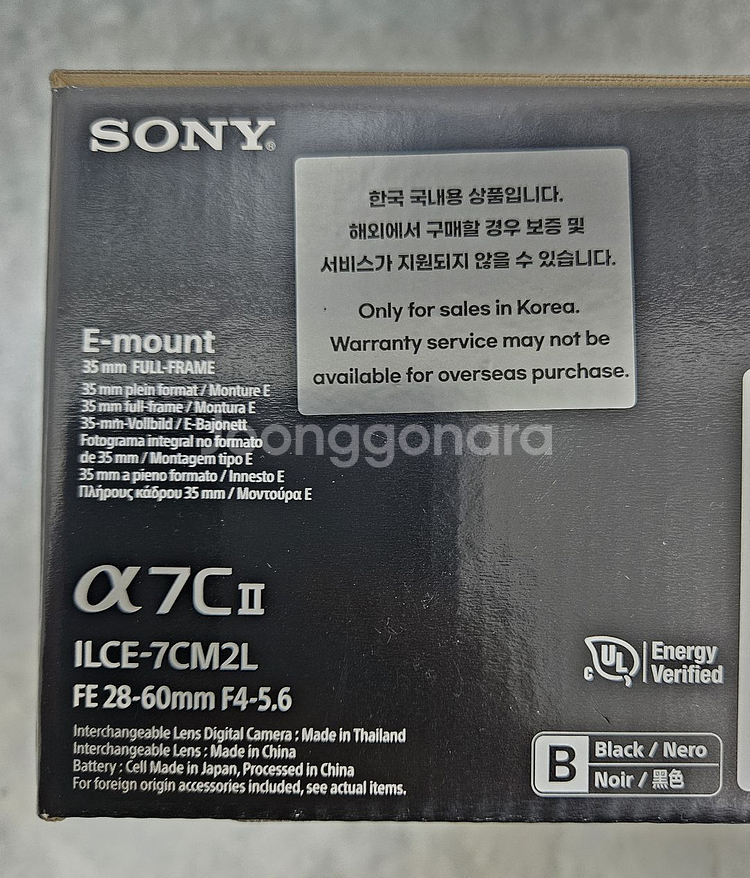 SONY®
한국 국내용 상품입니다.
해외에서 구매할 경우 보증 및
서비스가 지원되지 않을 수 있습니다.
Only for sales in Korea.
Warranty service may not be
available for overseas purchase.
E-mount
35 mm FULL-FRAME
35 mm plein format / Monture E
35 mm full-frame / Montura E
35-mm-Vollbild / E-Bajonett
Fotograma integral no formato
de 35 mm / Montagem tipo E
35 mm a pieno formato / Innesto E
Πλήρους κάδρου 35 mm / Μοντούρα E
Joonggonara
α7C II
ILCE-7CM2L
FE 28-60mm F4-5.6
c UL Energy
Verified
Interchangeable Lens Digital Camera : Made in Thailand
Interchangeable Lens : Made in China
Battery : Cell Made in Japan, Processed in China
For foreign origin accessories included, see actual items.
B Black / Nero
Noir / 黑色